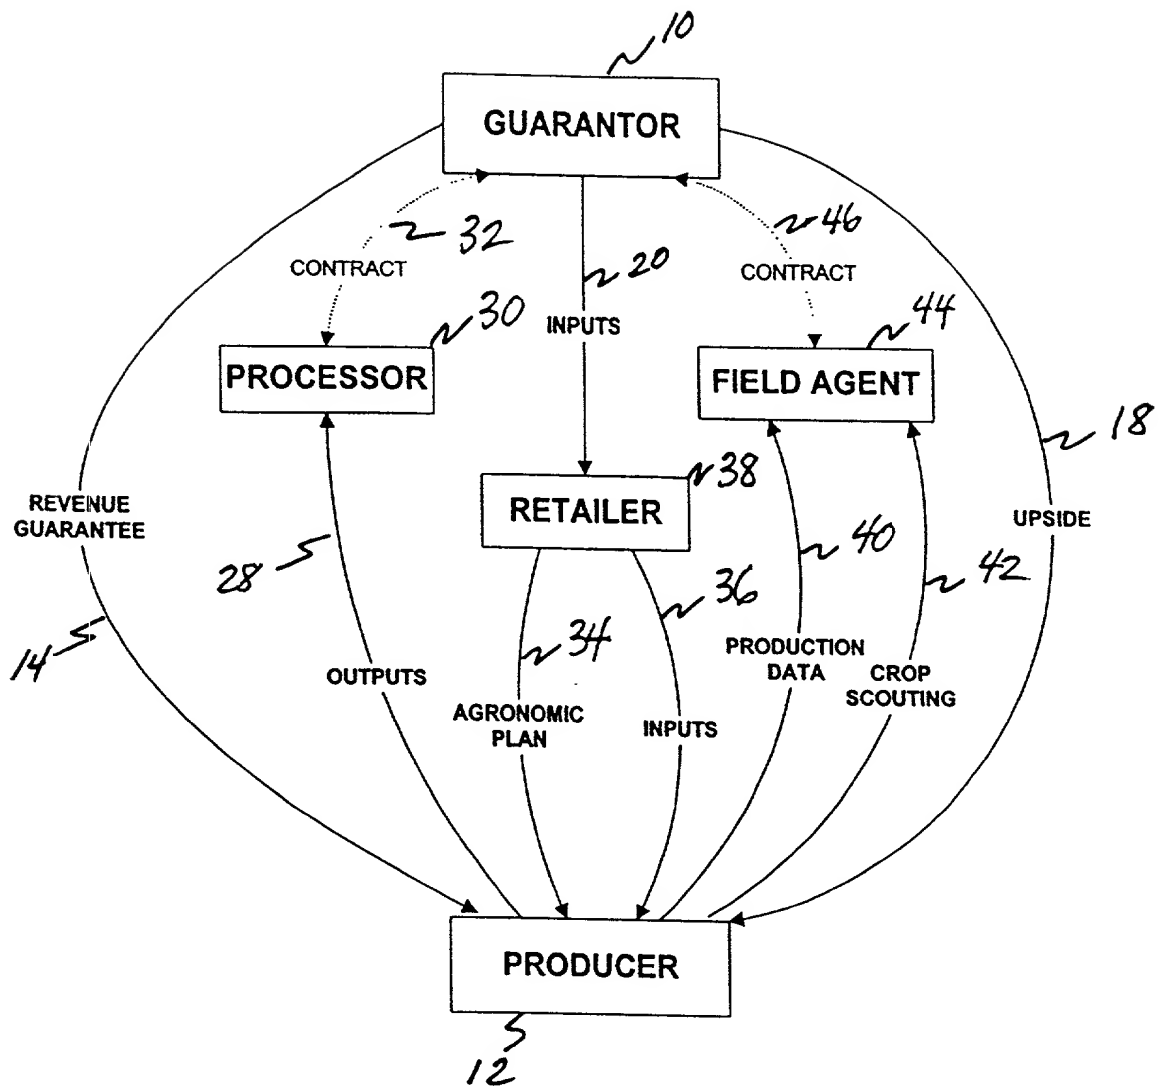 10
GUARANTOR
32
46
CONTRACT
20
CONTRACT
30
INPUTS
44
PROCESSOR
FIELD AGENT
18
38
REVENUE
GUARANTEE
RETAILER
UPSIDE
28
40
42
36
14
34
PRODUCTION
DATA
OUTPUTS
CROP
SCOUTING
AGRONOMIC
PLAN
INPUTS
PRODUCER
12